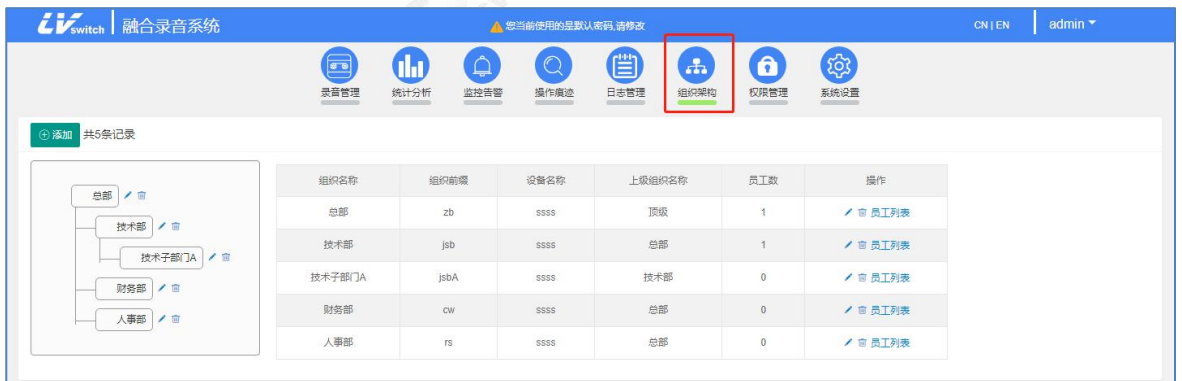 LVswitch 融合录音系统 您当前使用的是默认密码,请修改 CN | EN admin
录音管理 统计分析 监控告警 操作痕迹 日志管理 组织架构 权限管理 系统设置
添加 共5条记录
总部
技术部
技术子部门A
财务部
人事部
组织名称 组织前缀 设备名称 上级组织名称 员工数 操作
总部 zb ssss 顶级 1 员工列表
技术部 jsb ssss 总部 1 员工列表
技术子部门A jsbA ssss 技术部 0 员工列表
财务部 cw ssss 总部 0 员工列表
人事部 rs ssss 总部 0 员工列表